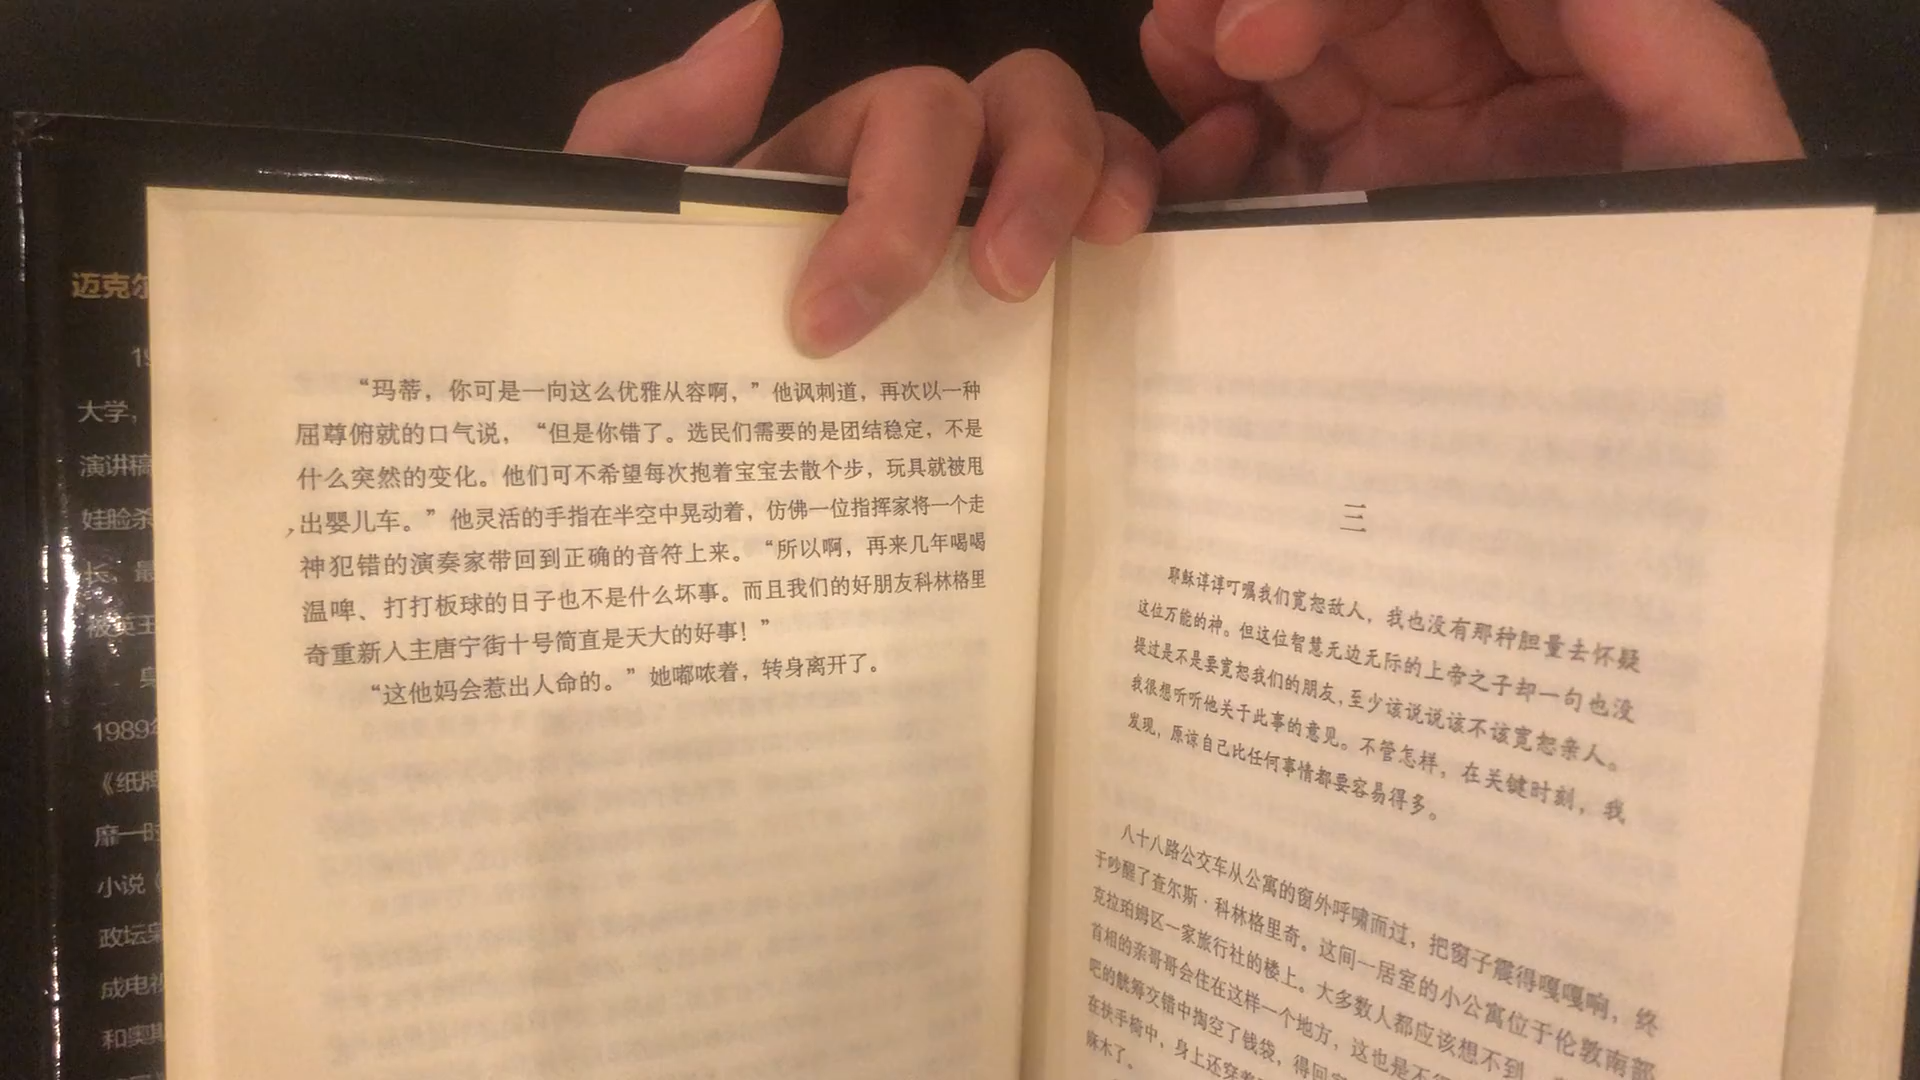 迈克尔
19
大学，
演讲稿
娃脸杀
长，最
被英王
1989年
《纸牌
靡一时
小说《
政坛枭
成电视
和奥斯
“玛蒂，你可是一向这么优雅从容啊，”他讽刺道，再次以一种
屈尊俯就的口气说，“但是你错了。选民们需要的是团结稳定，不是
什么突然的变化。他们可不希望每次抱着宝宝去散个步，玩具就被甩
出婴儿车。”他灵活的手指在半空中晃动着，仿佛一位指挥家将一个走
神犯错的演奏家带回到正确的音符上来。“所以啊，再来几年喝喝
温啤、打打板球的日子也不是什么坏事。而且我们的好朋友科林格里
奇重新入主唐宁街十号简直是天大的好事！”
“这他妈会惹出人命的。”她嘟哝着，转身离开了。
三
耶稣谆谆叮嘱我们宽恕敌人，我也没有那种胆量去怀疑
这位万能的神。但这位智慧无边无际的上帝之子却一句也没
提过是不是要宽恕我们的朋友，至少该说说该不该宽恕亲人。
我很想听听他关于此事的意见。不管怎样，在关键时刻，我
发现，原谅自己比任何事情都要容易得多。
八十八路公交车从公寓的窗外呼啸而过，把窗子震得嘎嘎响，终
于吵醒了查尔斯·科林格里奇。这间一居室的小公寓位于伦敦南部
克拉珀姆区一家旅行社的楼上。大多数人都应该想不到，
首相的亲哥哥会住在这样一个地方，这也是不
吧的觥筹交错中掏空了钱袋，得回
在扶手椅中，身上还穿着
麻木了、